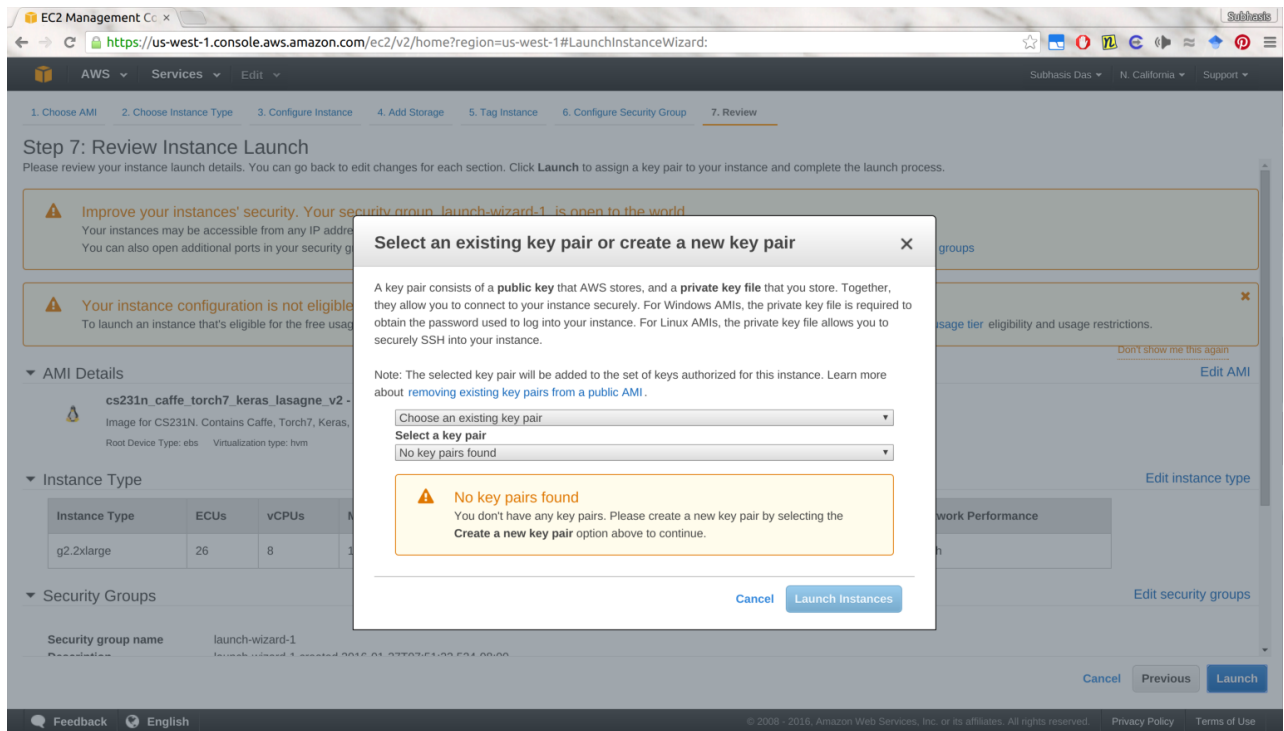 EC2 Management Co ×
Subhasis
https://us-west-1.console.aws.amazon.com/ec2/v2/home?region=us-west-1#LaunchInstanceWizard:
AWS Services Edit Subhasis Das N. California Support
1. Choose AMI 2. Choose Instance Type 3. Configure Instance 4. Add Storage 5. Tag Instance 6. Configure Security Group 7. Review
Step 7: Review Instance Launch
Please review your instance launch details. You can go back to edit changes for each section. Click Launch to assign a key pair to your instance and complete the launch process.
Improve your instances' security. Your security group, launch-wizard-1, is open to the world.
Your instances may be accessible from any IP addre
You can also open additional ports in your security g groups
Your instance configuration is not eligible
To launch an instance that's eligible for the free usag usage tier eligibility and usage restrictions.
Don't show me this again
AMI Details Edit AMI
cs231n_caffe_torch7_keras_lasagne_v2 -
Image for CS231N. Contains Caffe, Torch7, Keras,
Root Device Type: ebs Virtualization type: hvm
Instance Type Edit instance type
Instance Type ECUs vCPUs M work Performance
g2.2xlarge 26 8 1 h
Security Groups Edit security groups
Security group name launch-wizard-1
Description launch-wizard-1 created 2016-01-27T07:51:22.524-08:00
Select an existing key pair or create a new key pair ×
A key pair consists of a public key that AWS stores, and a private key file that you store. Together,
they allow you to connect to your instance securely. For Windows AMIs, the private key file is required to
obtain the password used to log into your instance. For Linux AMIs, the private key file allows you to
securely SSH into your instance.
Note: The selected key pair will be added to the set of keys authorized for this instance. Learn more
about removing existing key pairs from a public AMI.
Choose an existing key pair
Select a key pair
No key pairs found
No key pairs found
You don't have any key pairs. Please create a new key pair by selecting the
Create a new key pair option above to continue.
Cancel Launch Instances
Cancel Previous Launch
Feedback English © 2008 - 2016, Amazon Web Services, Inc. or its affiliates. All rights reserved. Privacy Policy Terms of Use